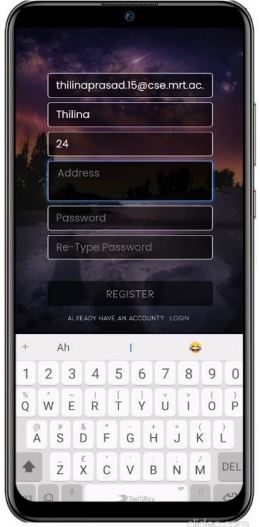 thilinaprasad.15@cse.mrt.ac.
Thilina
24
Address
Password
Re-Type Password
REGISTER
ALREADY HAVE AN ACCOUNT? LOGIN
+ Ah I 😂
1 2 3 4 5 6 7 8 9 0
Q W E R T Y U I O P
A S D F G H J K L
Z X C V B N M DEL
SwiftKey